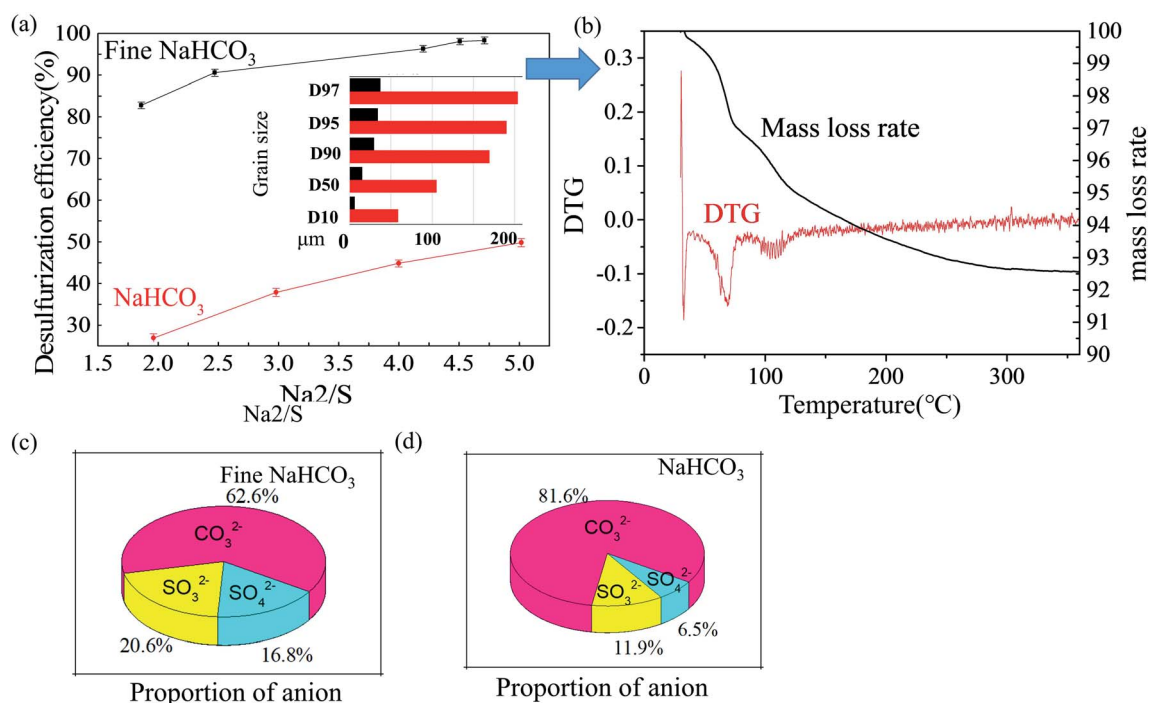 (a)
100
90
80
70
60
50
40
30
Desulfurization efficiency(%)
Fine NaHCO3
NaHCO3
Grain size
D97
D95
D90
D50
D10
μm
0
100
200
1.5
2.0
2.5
3.0
3.5
4.0
4.5
5.0
Na2/S
Na2/S
(b)
0.3
0.2
0.1
0.0
-0.1
-0.2
DTG
Mass loss rate
DTG
100
99
98
97
96
95
94
93
92
91
90
mass loss rate
0
100
200
300
Temperature(°C)
(c)
Fine NaHCO3
62.6%
CO3 2-
SO3 2-
SO4 2-
20.6%
16.8%
Proportion of anion
(d)
NaHCO3
81.6%
CO3 2-
SO3 2-
SO4 2-
6.5%
11.9%
Proportion of anion